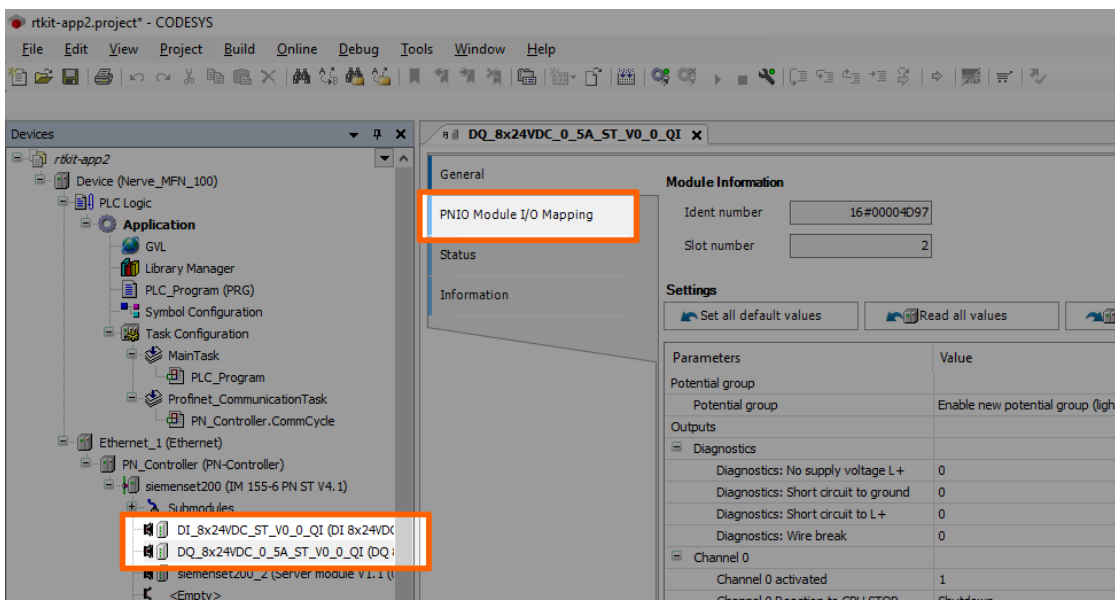 rtkit-app2.project* - CODESYS
File Edit View Project Build Online Debug Tools Window Help
Devices
rtkit-app2
Device (Nerve_MFN_100)
PLC Logic
Application
GVL
Library Manager
PLC_Program (PRG)
Symbol Configuration
Task Configuration
MainTask
PLC_Program
Profinet_CommunicationTask
PN_Controller.CommCycle
Ethernet_1 (Ethernet)
PN_Controller (PN-Controller)
siemenset200 (IM 155-6 PN ST V4.1)
Submodules
DI_8x24VDC_ST_V0_0_QI (DI 8x24VDC
DQ_8x24VDC_0_5A_ST_V0_0_QI (DQ
siemenset200_2 (Server module V1.1 (
<Empty>
DQ_8x24VDC_0_5A_ST_V0_0_QI
General
PNIO Module I/O Mapping
Status
Information
Module Information
Ident number 16#00004D97
Slot number 2
Settings
Set all default values Read all values
Parameters Value
Potential group
Potential group Enable new potential group (ligh
Outputs
Diagnostics
Diagnostics: No supply voltage L+ 0
Diagnostics: Short circuit to ground 0
Diagnostics: Short circuit to L+ 0
Diagnostics: Wire break 0
Channel 0
Channel 0 activated 1
Channel 0 Reaction to CPU STOP Shutdown